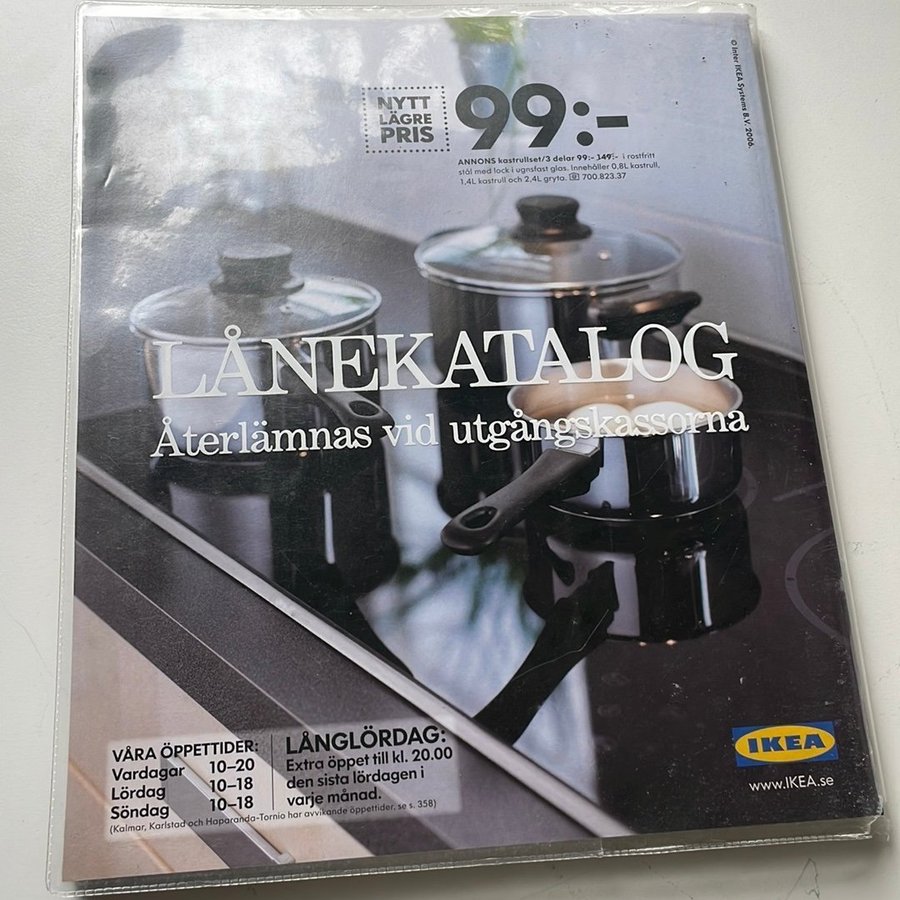 © Inter IKEA Systems B.V. 2006.
NYTT
LÄGRE
PRIS
99:-
ANNONS kastrullset/3 delar 99:- 149:- i rostfritt
stål med lock i ugnsfast glas. Innehåller 0,8L kastrull,
1,4L kastrull och 2,4L gryta. 700.823.37
LÅNEKATALOG
Återlämnas vid utgångskassorna
VÅRA ÖPPETTIDER:
Vardagar 10–20
Lördag 10–18
Söndag 10–18
LÅNGLÖRDAG:
Extra öppet till kl. 20.00
den sista lördagen i
varje månad.
(Kalmar, Karlstad och Haparanda-Tornio har avvikande öppettider, se s. 358)
IKEA
www.IKEA.se